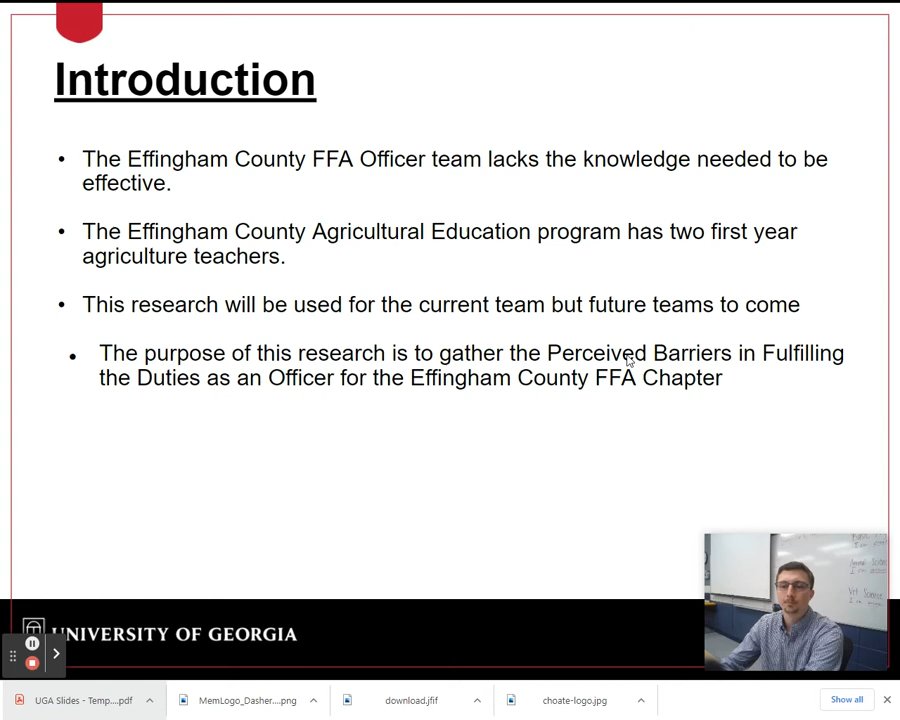 Introduction
• The Effingham County FFA Officer team lacks the knowledge needed to be
effective.
• The Effingham County Agricultural Education program has two first year
agriculture teachers.
• This research will be used for the current team but future teams to come
• The purpose of this research is to gather the Perceived Barriers in Fulfilling
the Duties as an Officer for the Effingham County FFA Chapter
UNIVERSITY OF GEORGIA
UGA Slides - Temp....pdf
MemLogo_Dasher....png
download.jfif
choate-logo.jpg
Show all